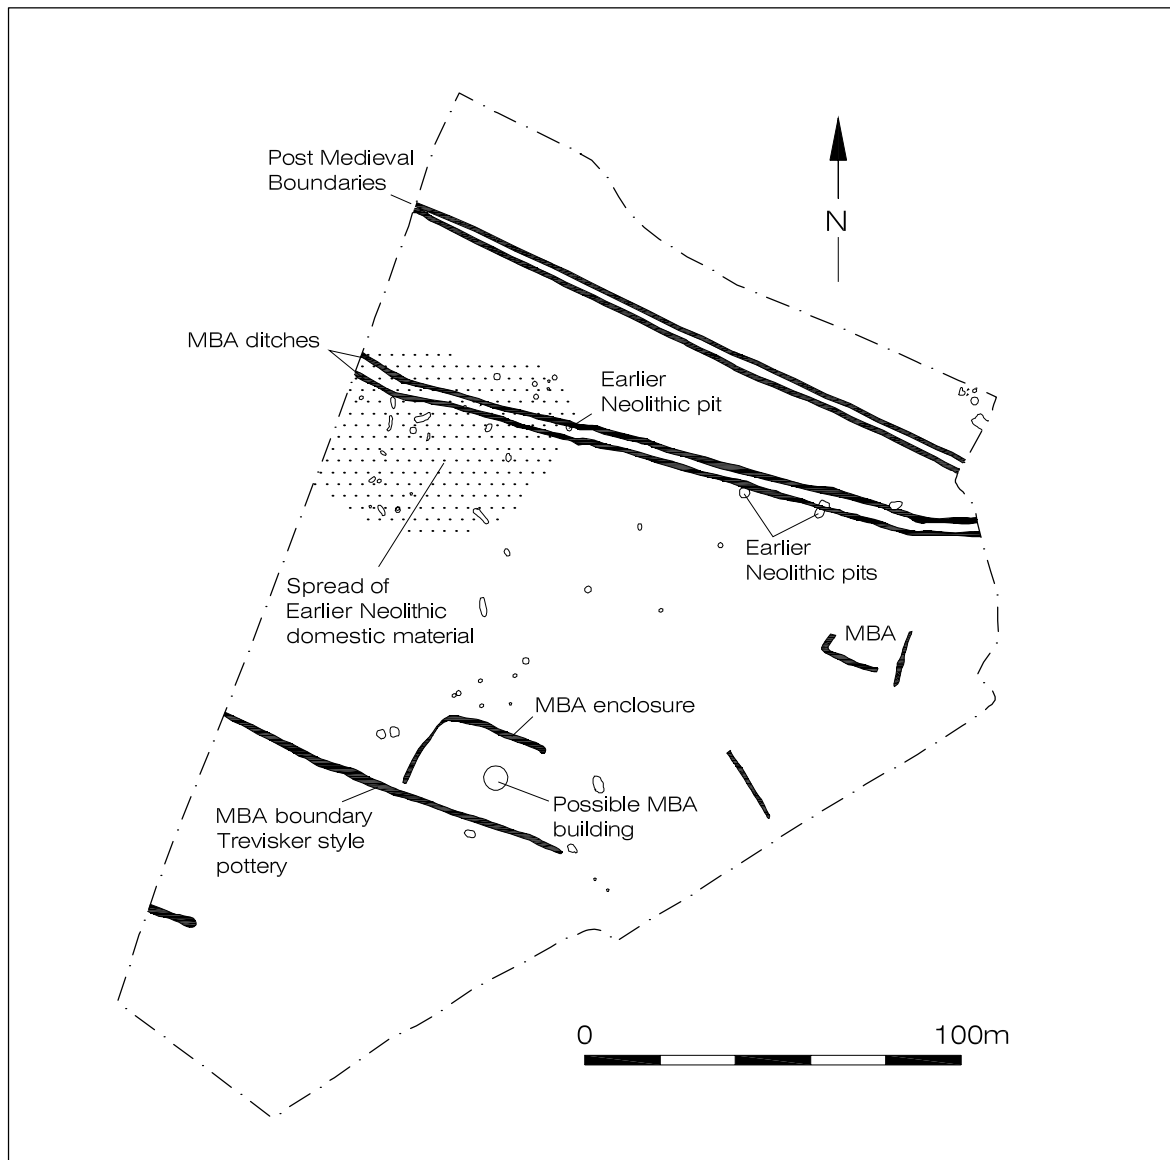 Post Medieval
Boundaries
N
MBA ditches
Earlier
Neolithic pit
Earlier
Neolithic pits
Spread of
Earlier Neolithic
domestic material
MBA
MBA enclosure
Possible MBA
building
MBA boundary
Trevisker style
pottery
0 100m